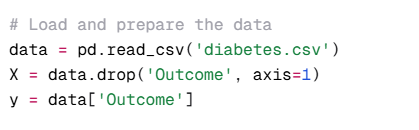 # Load and prepare the data
data = pd.read_csv('diabetes.csv')
X = data.drop('Outcome', axis=1)
y = data['Outcome']